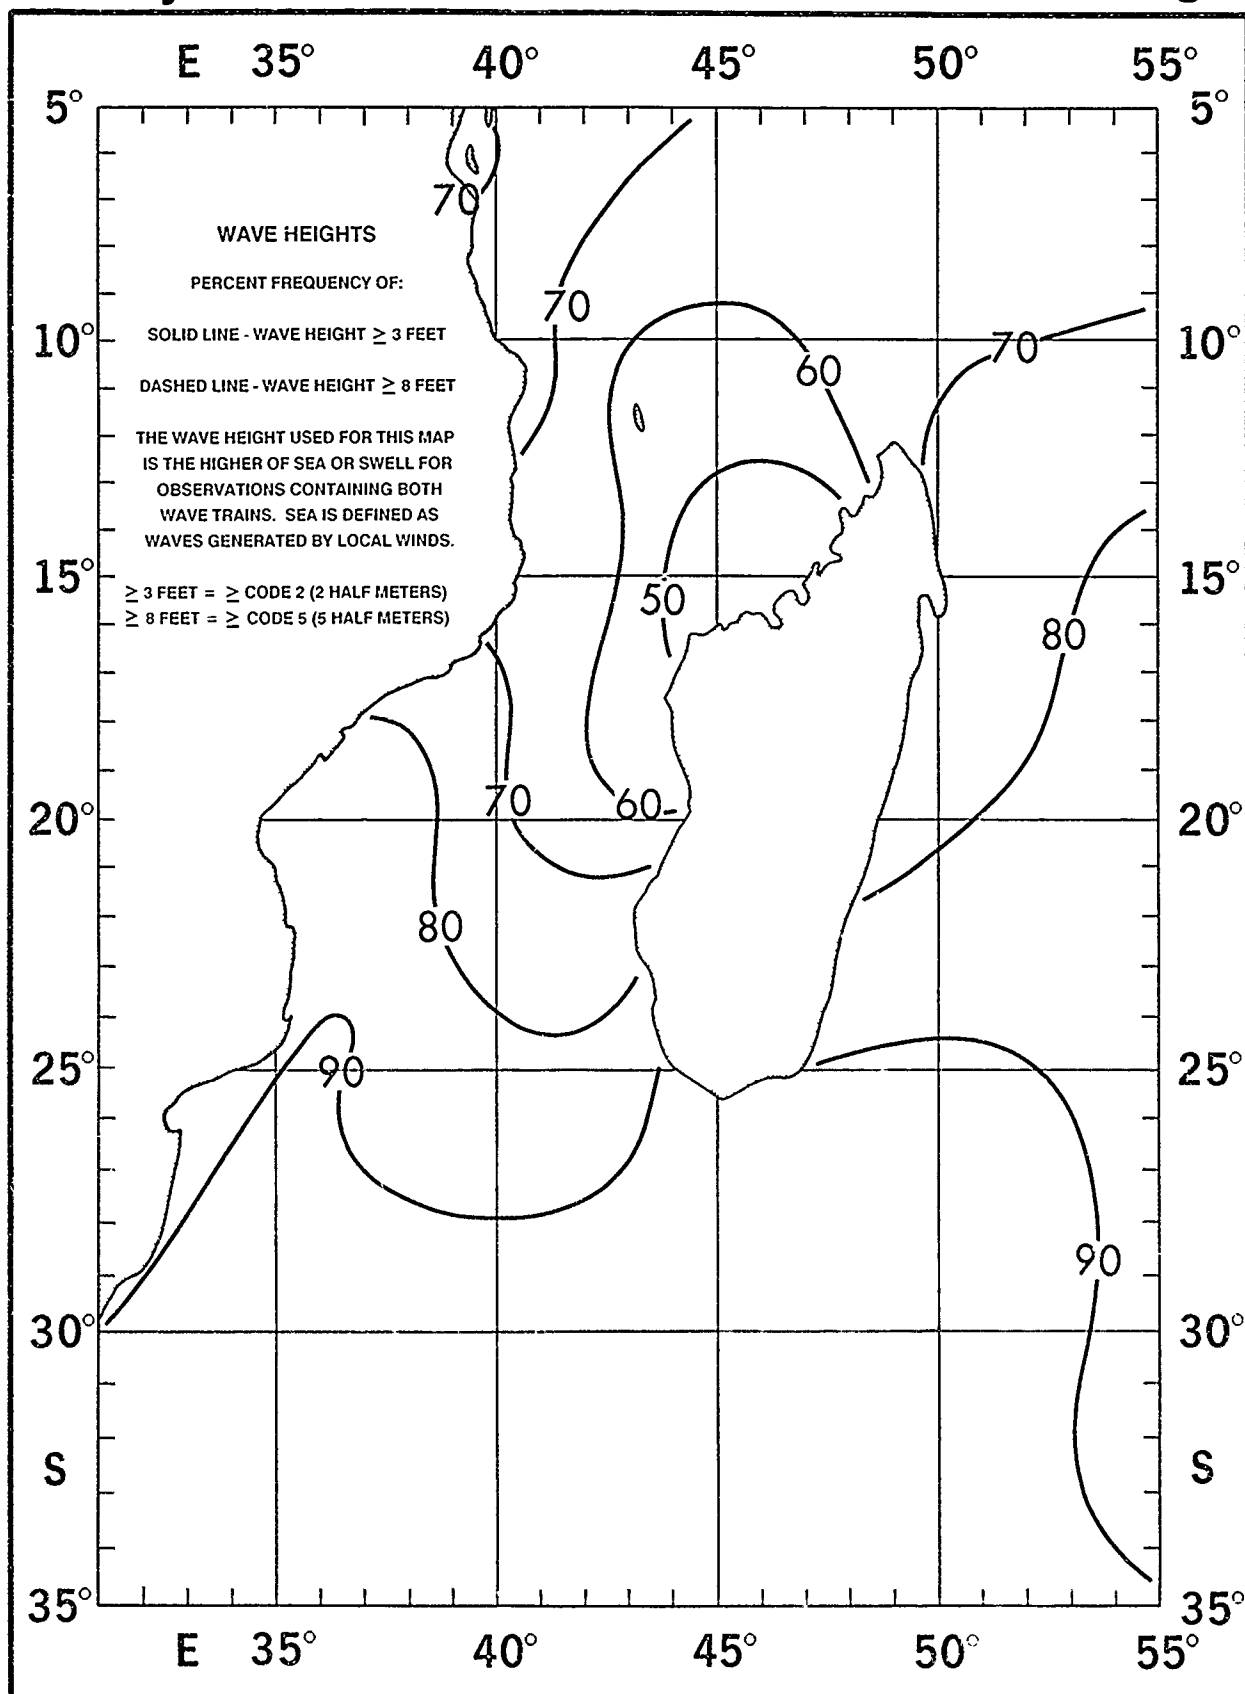 E 35° 40° 45° 50° 55°
5° 5°
70
WAVE HEIGHTS
PERCENT FREQUENCY OF:
70
SOLID LINE - WAVE HEIGHT ≥ 3 FEET
10° 70 10°
60
DASHED LINE - WAVE HEIGHT ≥ 8 FEET
THE WAVE HEIGHT USED FOR THIS MAP
IS THE HIGHER OF SEA OR SWELL FOR
OBSERVATIONS CONTAINING BOTH
WAVE TRAINS. SEA IS DEFINED AS
WAVES GENERATED BY LOCAL WINDS.
15° 15°
≥ 3 FEET = ≥ CODE 2 (2 HALF METERS)
50
≥ 8 FEET = ≥ CODE 5 (5 HALF METERS)
80
70 60
20° 20°
80
25° 90 25°
90
30° 30°
S S
35° 35°
E 35° 40° 45° 50° 55°